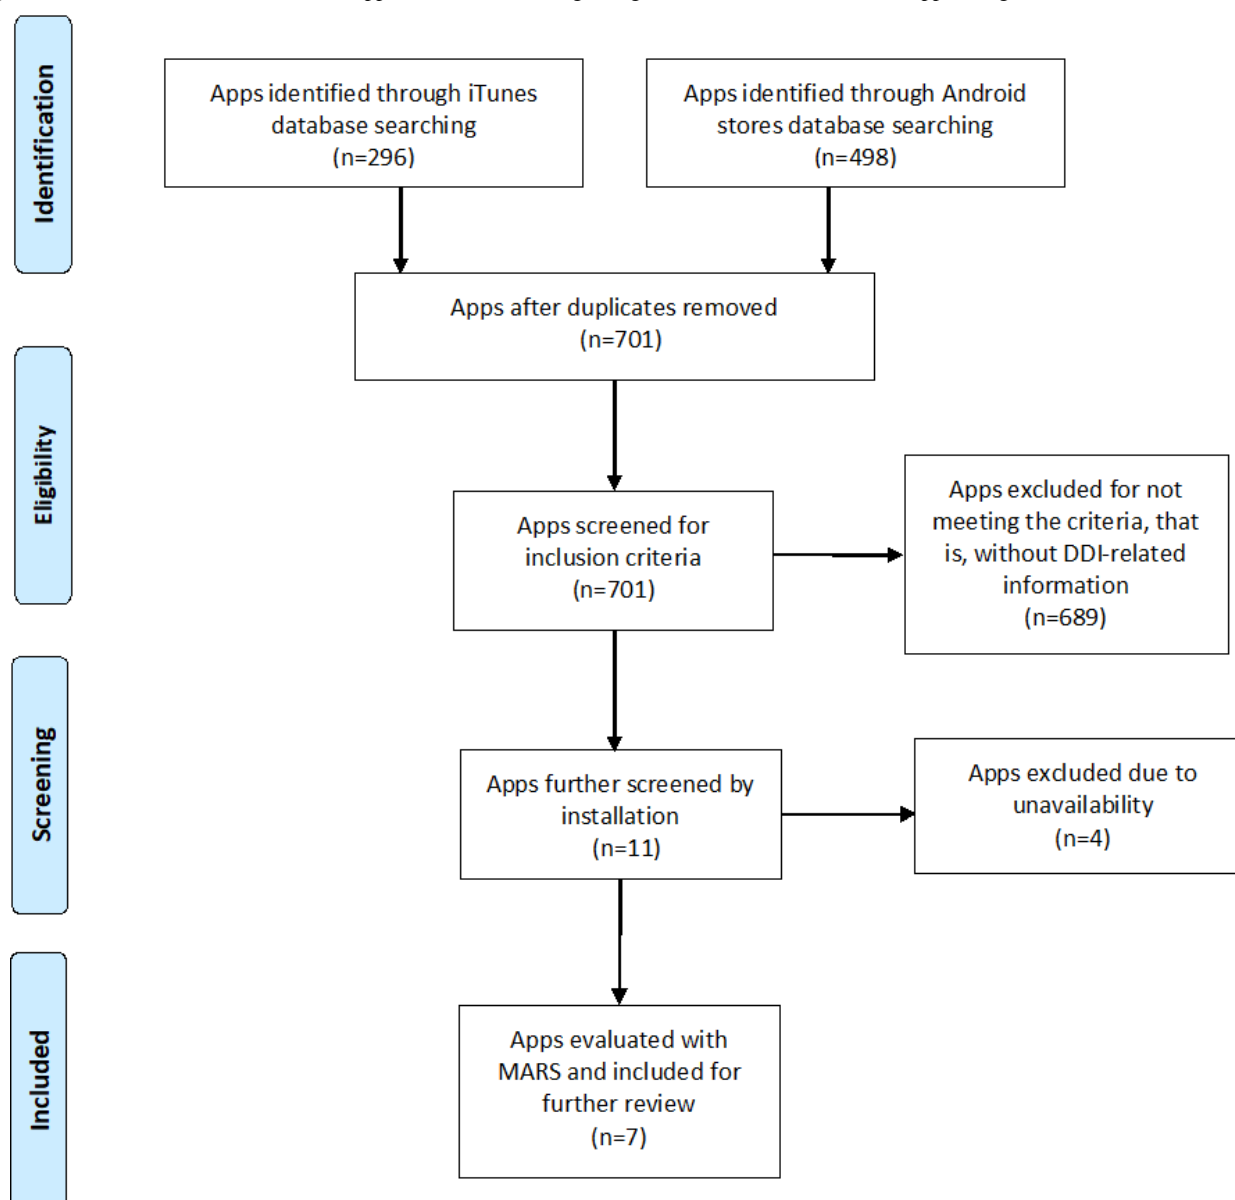 Identification
Apps identified through iTunes
database searching
(n=296)
Apps identified through Android
stores database searching
(n=498)
Apps after duplicates removed
(n=701)
Eligibility
Apps screened for
inclusion criteria
(n=701)
Apps excluded for not
meeting the criteria, that
is, without DDI-related
information
(n=689)
Screening
Apps further screened by
installation
(n=11)
Apps excluded due to
unavailability
(n=4)
Included
Apps evaluated with
MARS and included for
further review
(n=7)